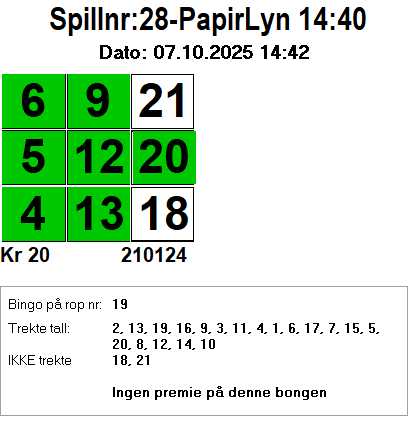 Spillnr:28-PapirLyn 14:40
Dato: 07.10.2025 14:42
6 9 21
5 12 20
4 13 18
Kr 20 210124
Bingo på rop nr: 19
Trekte tall: 2, 13, 19, 16, 9, 3, 11, 4, 1, 6, 17, 7, 15, 5,
20, 8, 12, 14, 10
IKKE trekte 18, 21
Ingen premie på denne bongen